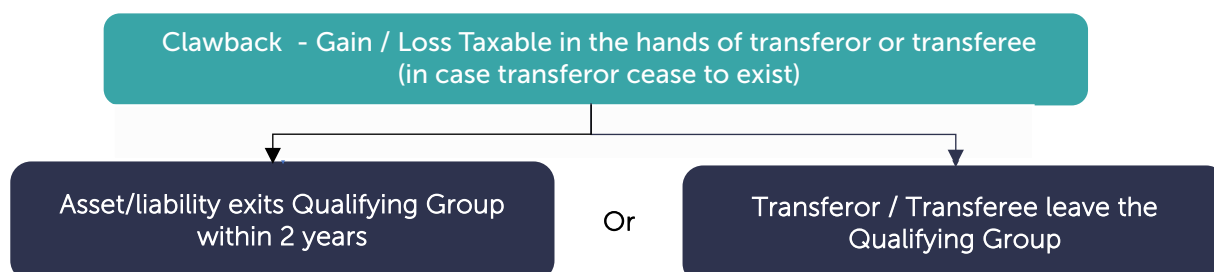 Clawback - Gain / Loss Taxable in the hands of transferor or transferee
(in case transferor cease to exist)
Asset/liability exits Qualifying Group
within 2 years
Or
Transferor / Transferee leave the
Qualifying Group